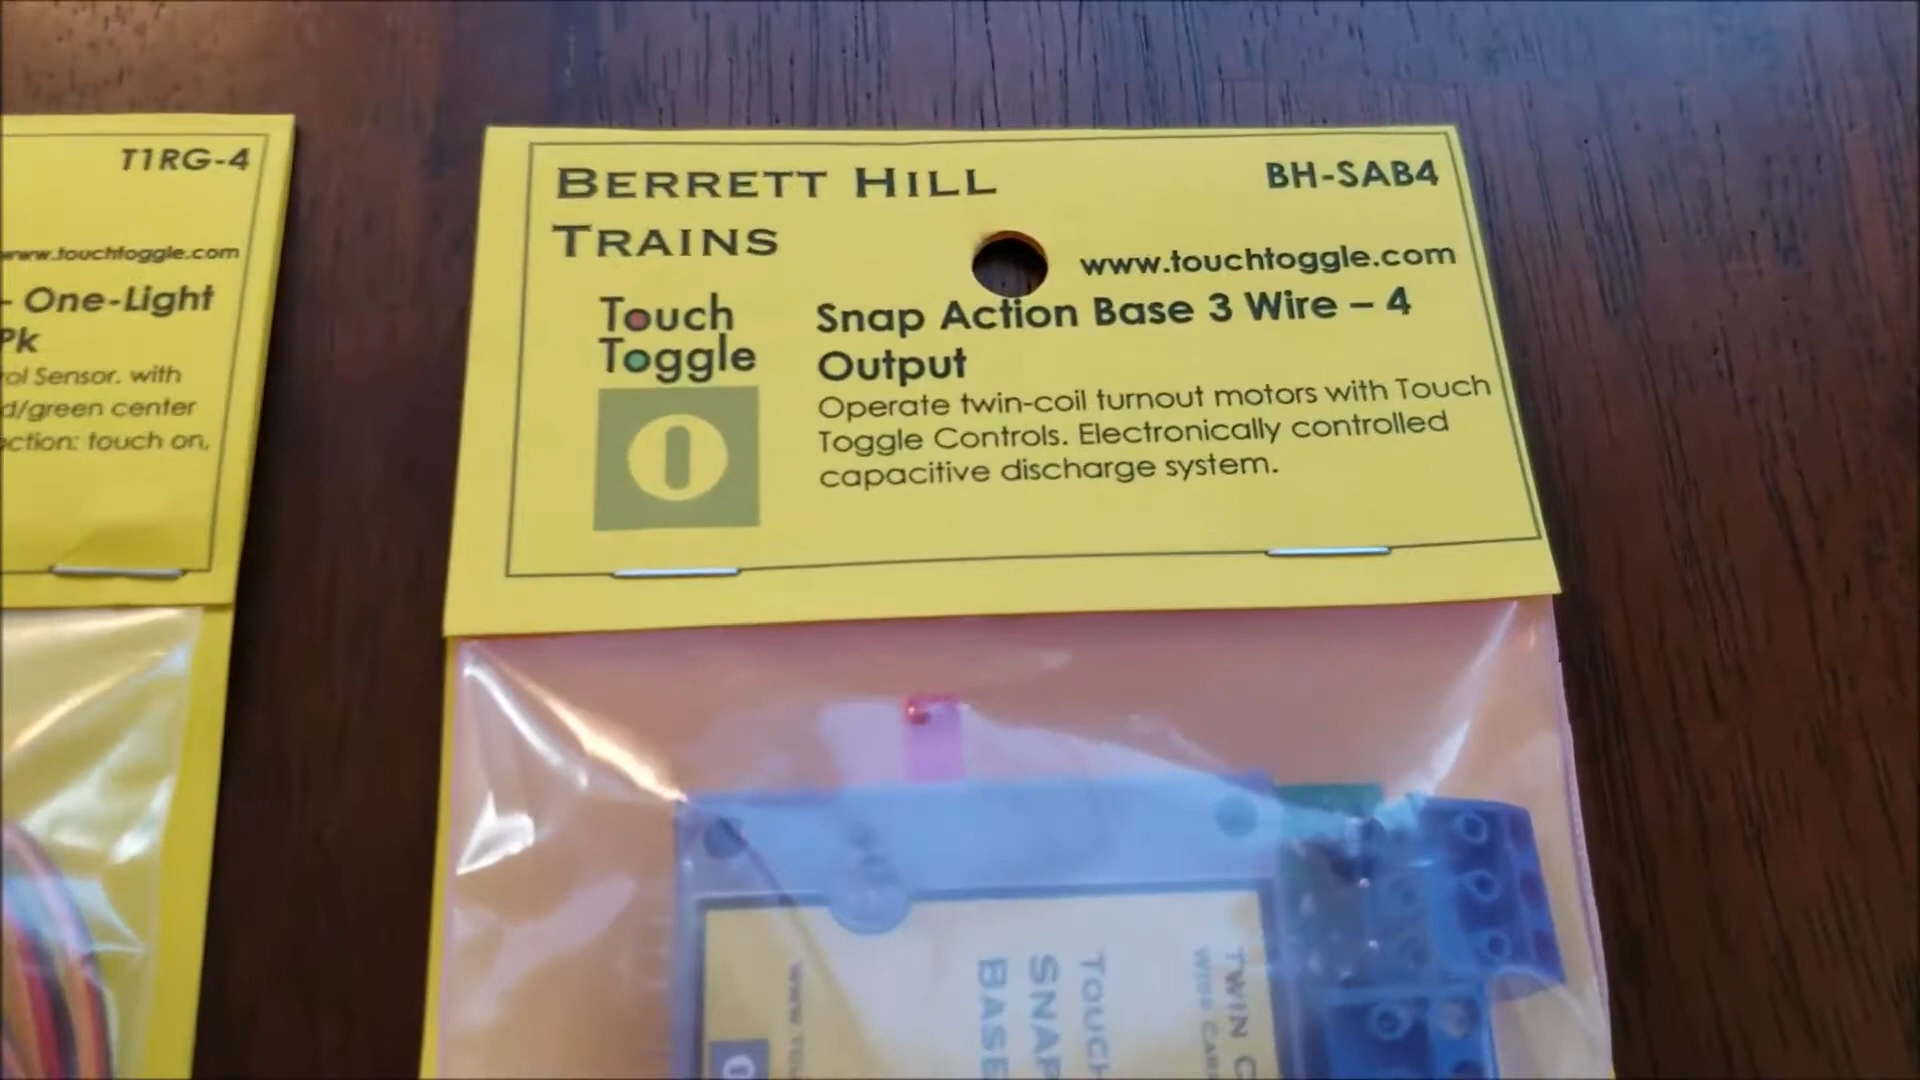 T1RG-4
www.touchtoggle.com
- One-Light
Pk
Sensor. with
/green center
touch on,
BERRETT HILL
TRAINS
BH-SAB4
www.touchtoggle.com
Touch
Toggle
Snap Action Base 3 Wire – 4
Output
Operate twin-coil turnout motors with Touch
Toggle Controls. Electronically controlled
capacitive discharge system.
TWIN
TOUCH
SNAP
BASE
WWW